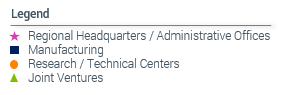 Legend
Regional Headquarters / Administrative Offices
Manufacturing
Research / Technical Centers
Joint Ventures